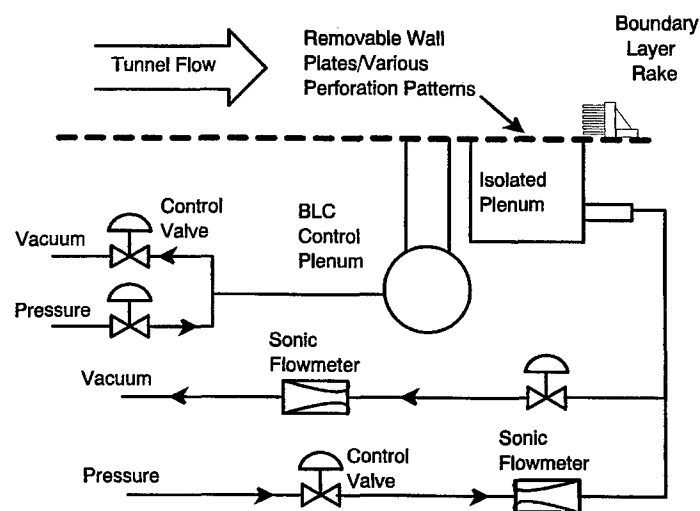 Tunnel Flow
Removable Wall
Plates/Various
Perforation Patterns
Boundary
Layer
Rake
Isolated
Plenum
BLC
Control
Plenum
Control
Valve
Vacuum
Pressure
Sonic
Flowmeter
Vacuum
Sonic
Flowmeter
Control
Valve
Pressure